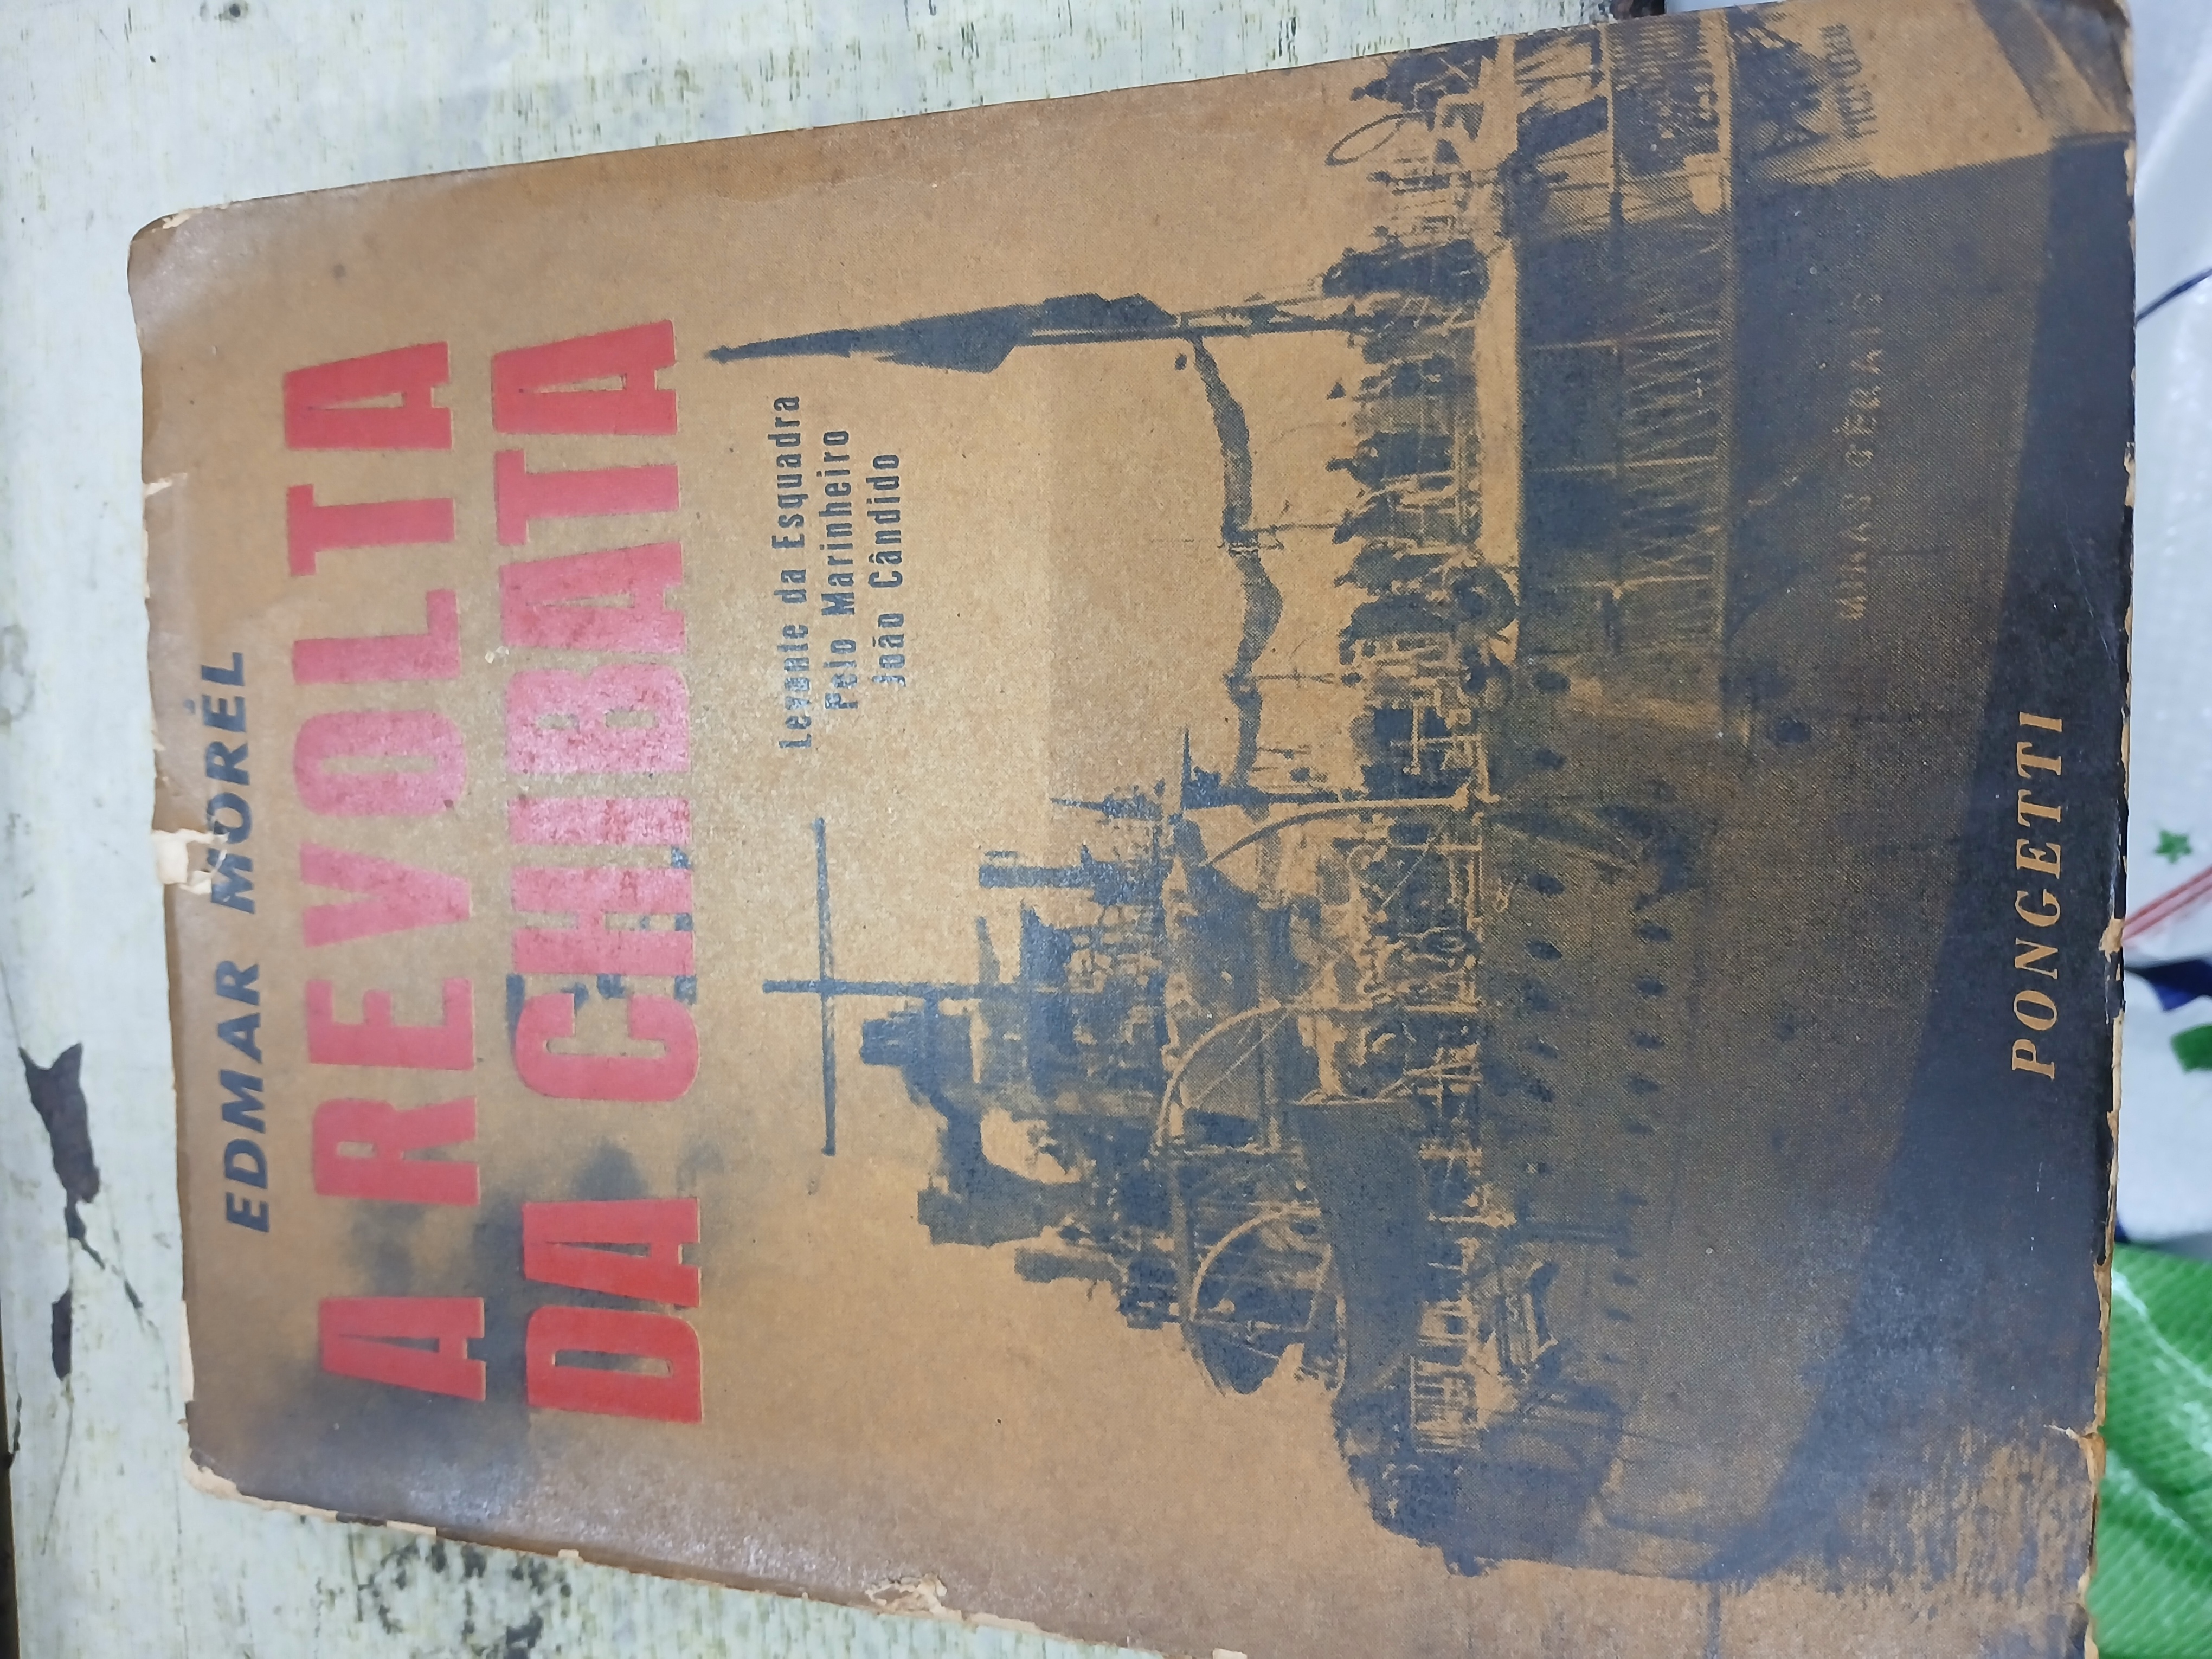 EDMAR MORÉL
A REVOLTA
DA CHIBATA
Levante da Esquadra
Pelo Marinheiro
João Cândido
MINAS GERAES
PONGETTI